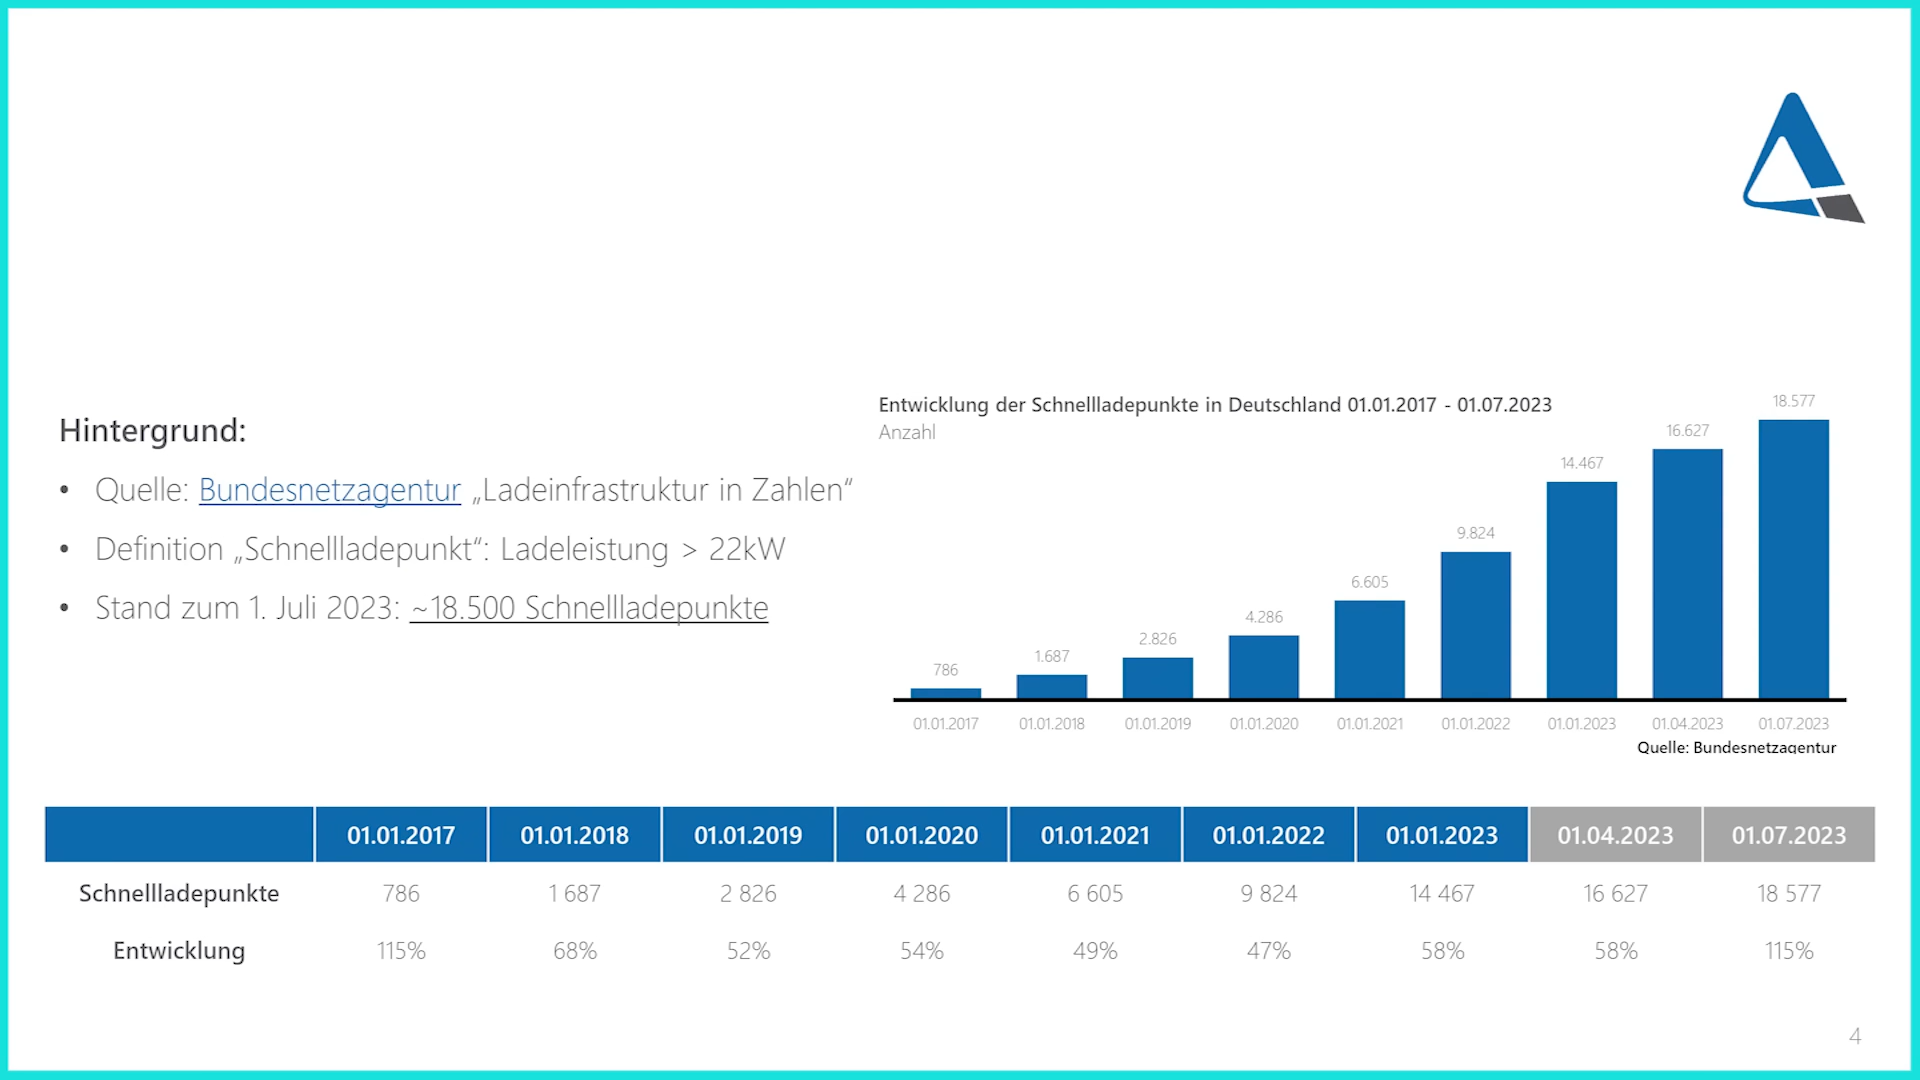 Hintergrund:
• Quelle: Bundesnetzagentur „Ladeinfrastruktur in Zahlen“
• Definition „Schnellladepunkt“: Ladeleistung > 22kW
• Stand zum 1. Juli 2023: ~18.500 Schnellladepunkte
Entwicklung der Schnellladepunkte in Deutschland 01.01.2017 - 01.07.2023
Anzahl
786 1.687 2.826 4.286 6.605 9.824 14.467 16.627 18.577
01.01.2017 01.01.2018 01.01.2019 01.01.2020 01.01.2021 01.01.2022 01.01.2023 01.04.2023 01.07.2023
Quelle: Bundesnetzagentur
01.01.2017 01.01.2018 01.01.2019 01.01.2020 01.01.2021 01.01.2022 01.01.2023 01.04.2023 01.07.2023
Schnellladepunkte 786 1 687 2 826 4 286 6 605 9 824 14 467 16 627 18 577
Entwicklung 115% 68% 52% 54% 49% 47% 58% 58% 115%
4